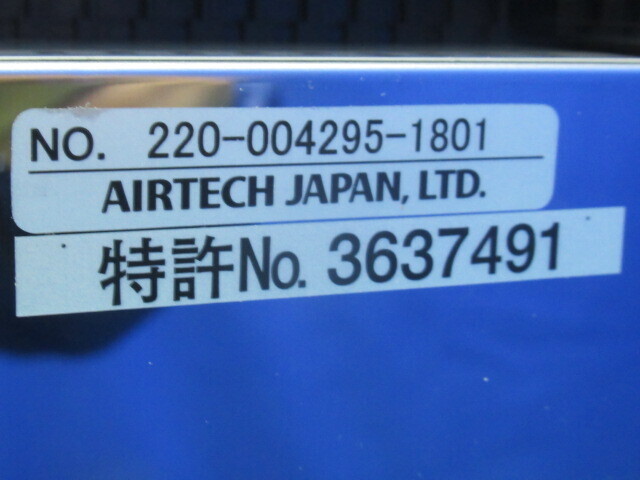 NO. 220-004295-1801
AIRTECH JAPAN, LTD.
特許No. 3637491